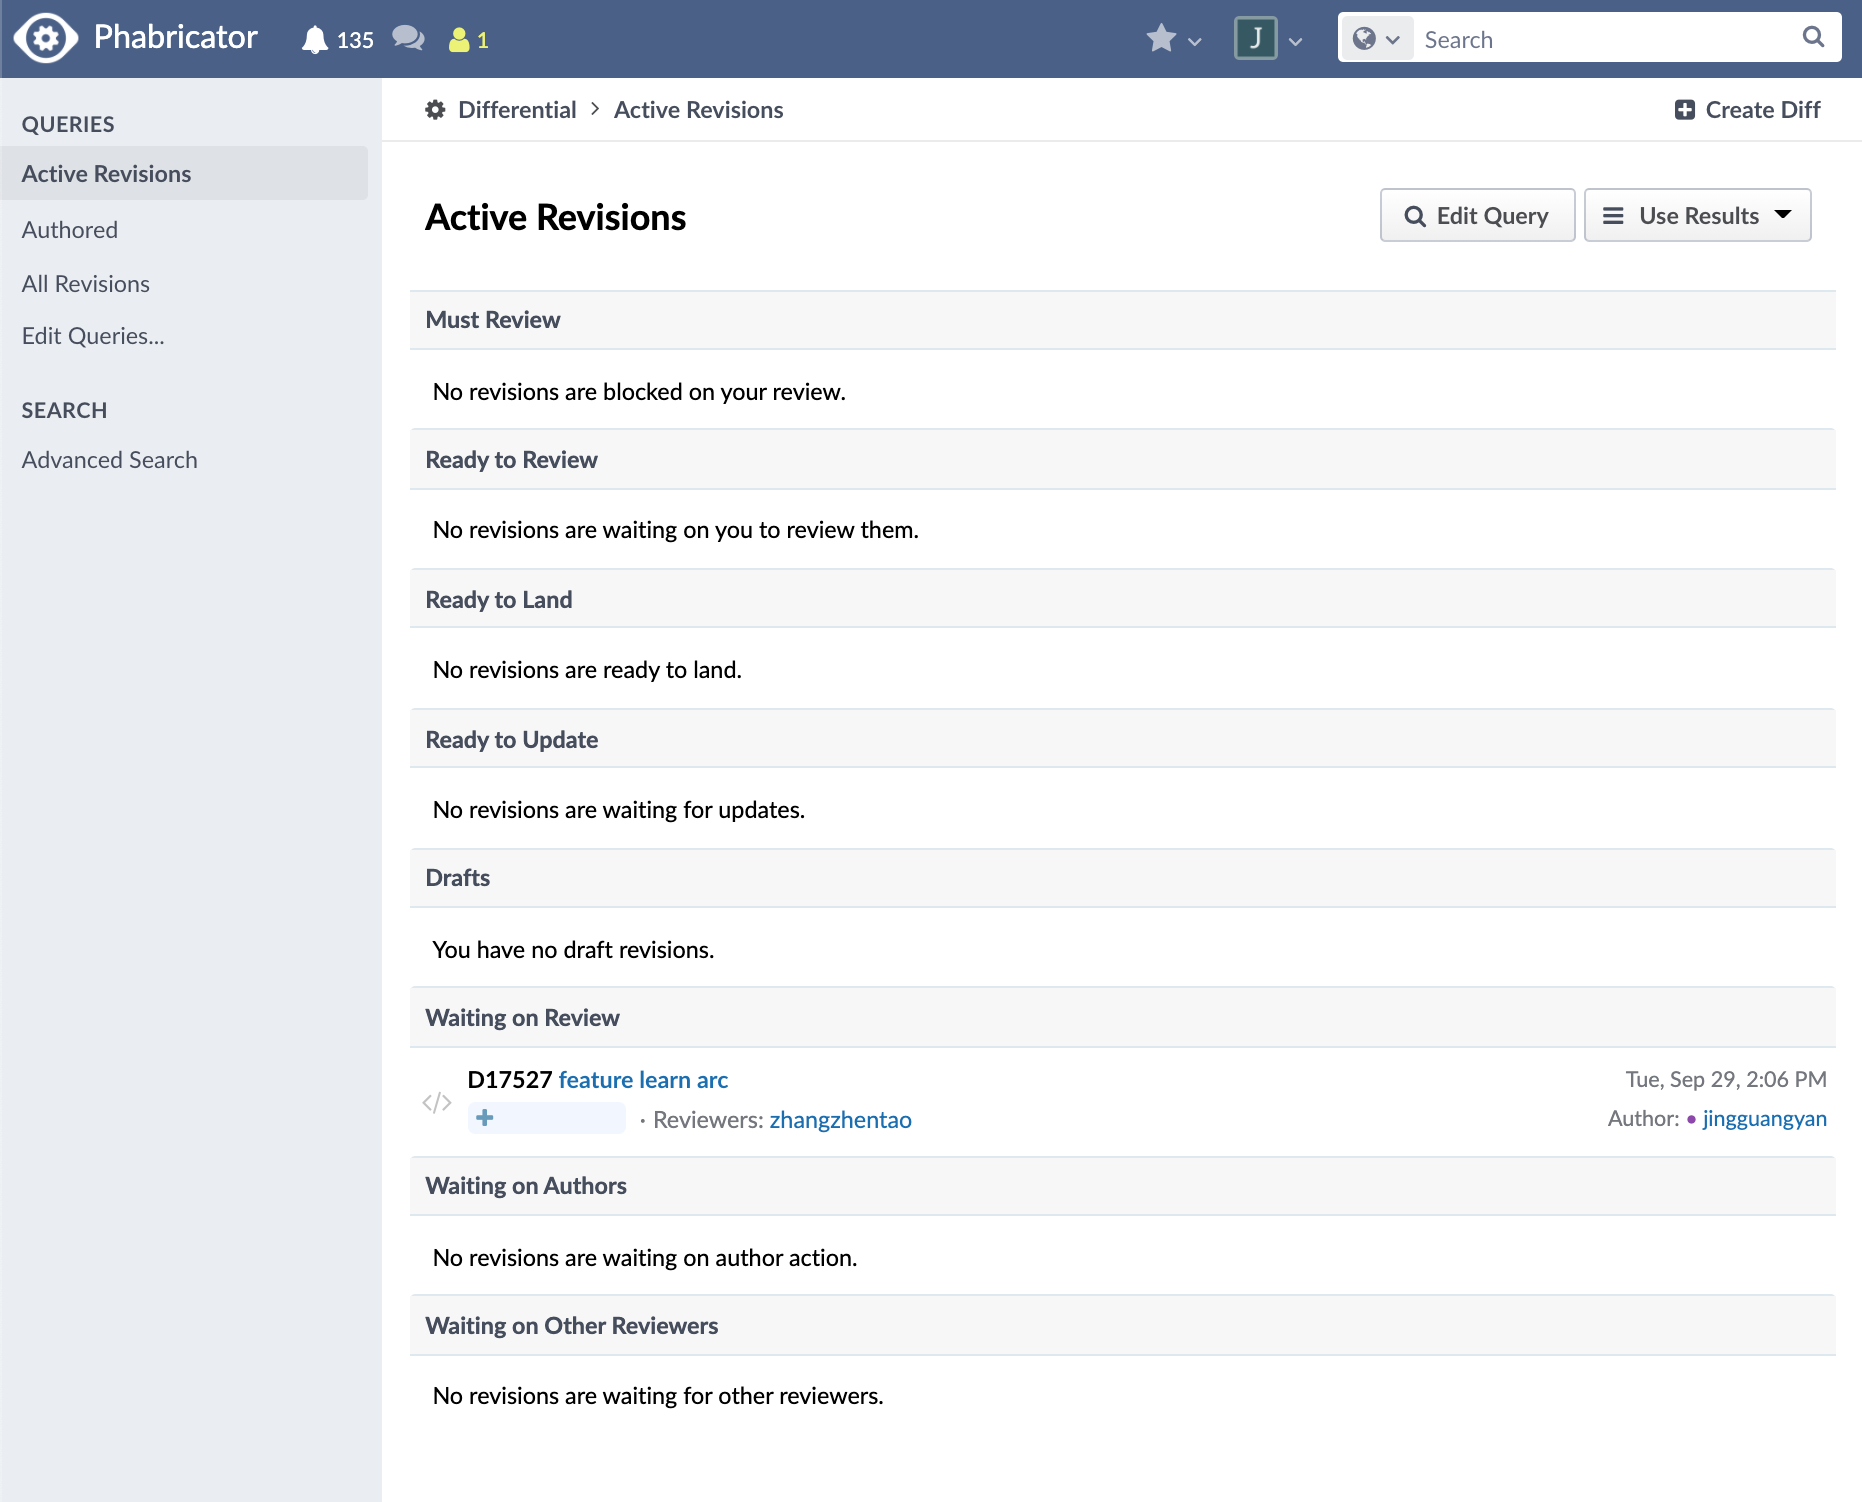 Phabricator 135 1 J Search
QUERIES
Active Revisions
Authored
All Revisions
Edit Queries...
SEARCH
Advanced Search
Differential > Active Revisions
Create Diff
Active Revisions
Edit Query
Use Results
Must Review
No revisions are blocked on your review.
Ready to Review
No revisions are waiting on you to review them.
Ready to Land
No revisions are ready to land.
Ready to Update
No revisions are waiting for updates.
Drafts
You have no draft revisions.
Waiting on Review
D17527 feature learn arc
Tue, Sep 29, 2:06 PM
· Reviewers: zhangzhentao
Author: • jingguangyan
Waiting on Authors
No revisions are waiting on author action.
Waiting on Other Reviewers
No revisions are waiting for other reviewers.